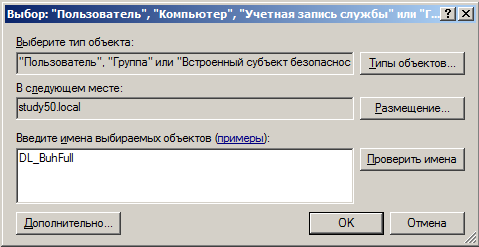 Выбор: "Пользователь", "Компьютер", "Учетная запись службы" или "Г...
Выберите тип объекта:
"Пользователь", "Группа" или "Встроенный субъект безопаснос
Типы объектов...
В следующем месте:
study50.local
Размещение...
Введите имена выбираемых объектов (примеры):
DL_BuhFull
Проверить имена
Дополнительно...
OK
Отмена